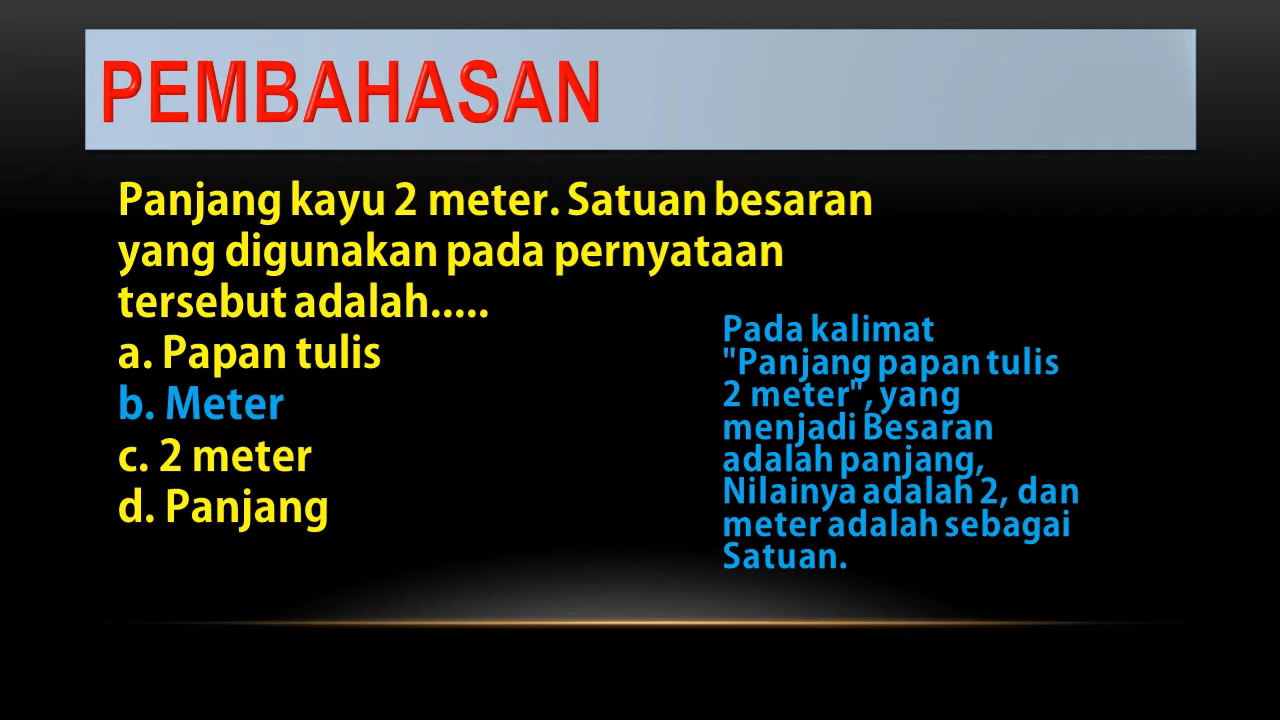 PEMBAHASAN
Panjang kayu 2 meter. Satuan besaran
yang digunakan pada pernyataan
tersebut adalah.....
a. Papan tulis
b. Meter
c. 2 meter
d. Panjang
Pada kalimat
"Panjang papan tulis
2 meter", yang
menjadi Besaran
adalah panjang,
Nilainya adalah 2, dan
meter adalah sebagai
Satuan.